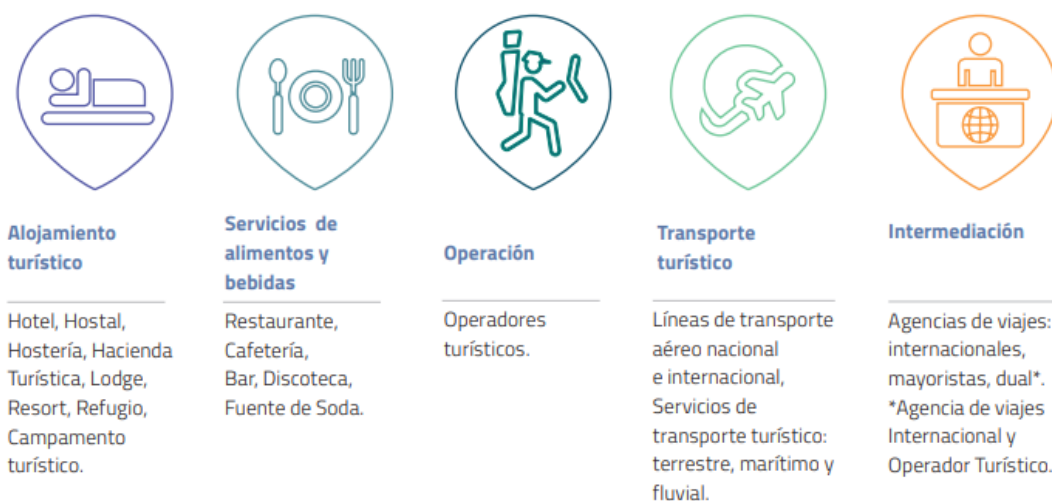 Alojamiento
turístico
Hotel, Hostal,
Hostería, Hacienda
Turística, Lodge,
Resort, Refugio,
Campamento
turístico.
Servicios de
alimentos y
bebidas
Restaurante,
Cafetería,
Bar, Discoteca,
Fuente de Soda.
Operación
Operadores
turísticos.
Transporte
turístico
Líneas de transporte
aéreo nacional
e internacional,
Servicios de
transporte turístico:
terrestre, marítimo y
fluvial.
Intermediación
Agencias de viajes:
internacionales,
mayoristas, dual*.
*Agencia de viajes
Internacional y
Operador Turístico.